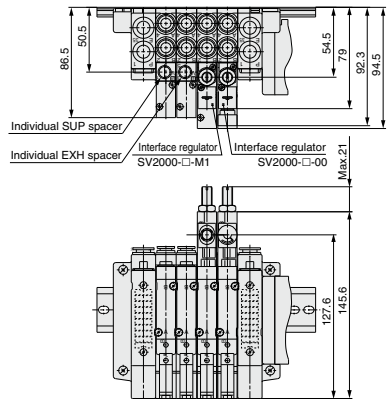 86.5
50.5
54.5
79
92.3
94.5
Individual SUP spacer
Individual EXH spacer
Interface regulator
SV2000-□-M1
Interface regulator
SV2000-□-00
Max.21
127.6
145.6